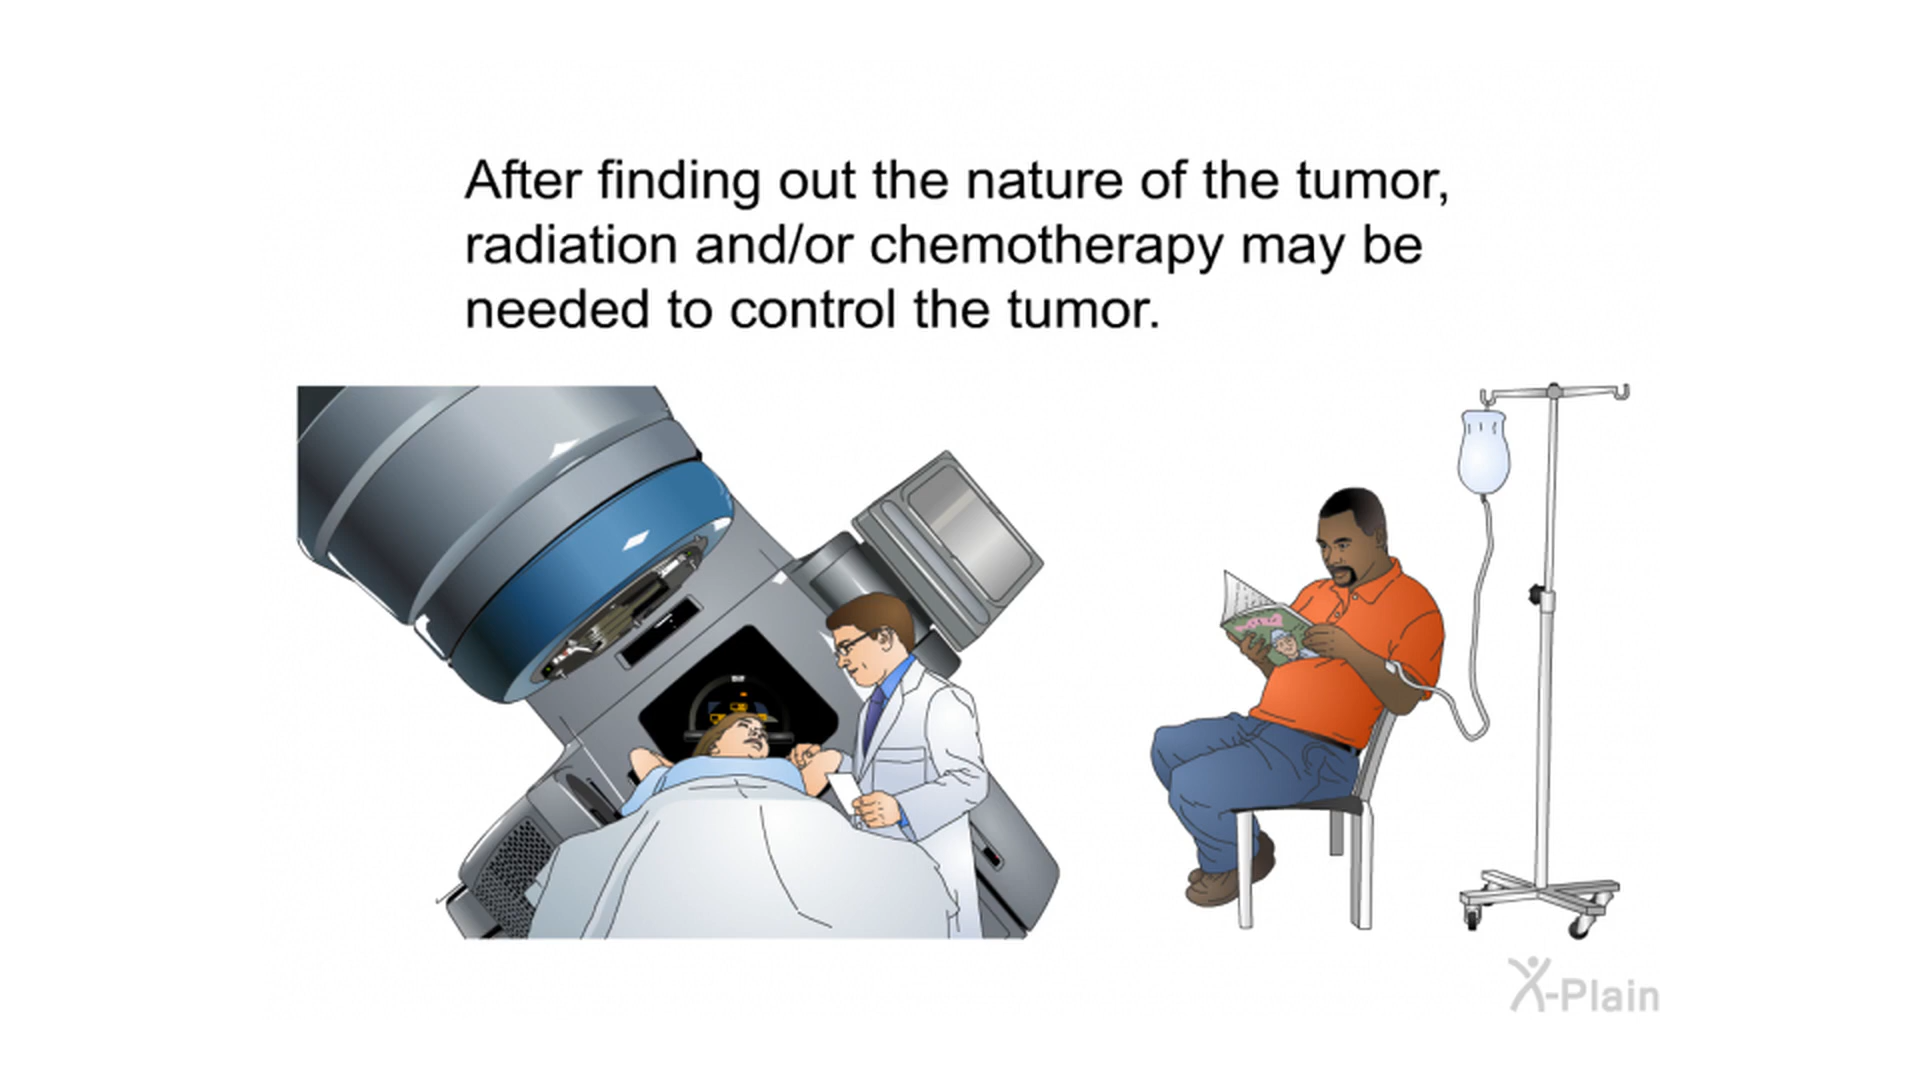 After finding out the nature of the tumor,
radiation and/or chemotherapy may be
needed to control the tumor.
X-Plain